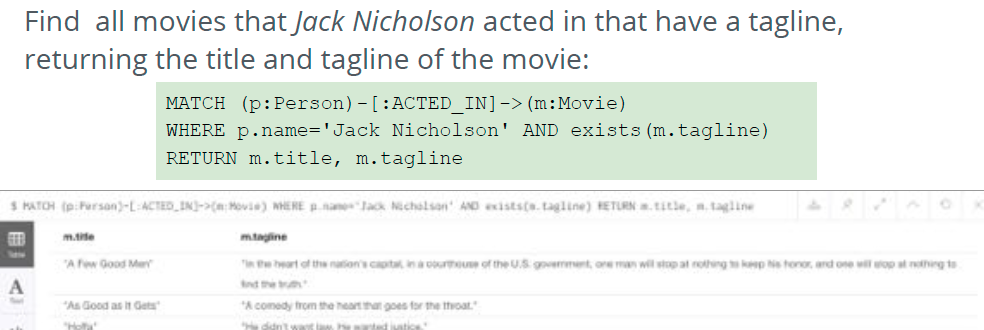 Find all movies that Jack Nicholson acted in that have a tagline,
returning the title and tagline of the movie:
MATCH (p:Person)-[:ACTED_IN]->(m:Movie)
WHERE p.name='Jack Nicholson' AND exists(m.tagline)
RETURN m.title, m.tagline
$ MATCH (p:Person)-[:ACTED_IN]->(m:Movie) WHERE p.name='Jack Nicholson' AND exists(m.tagline) RETURN m.title, m.tagline
m.title m.tagline
Table
"A Few Good Men" "In the heart of the nation's capital, in a courthouse of the U.S. government, one man will stop at nothing to keep his honor, and one will stop at nothing to
find the truth."
A
Text
"As Good as It Gets" "A comedy from the heart that goes for the throat."
"Hoffa" "He didn't want law. He wanted justice."